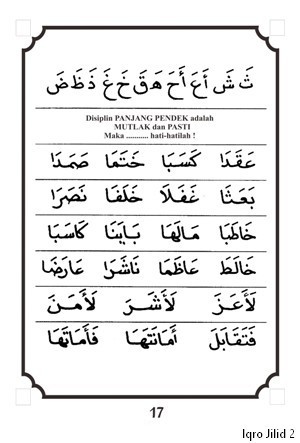 ثَ شَ أَعَ أَحَ هَ قَ خَ غَ ذَ ظَ ضَ
Disiplin PANJANG PENDEK adalah
MUTLAK dan PASTI
Maka ........... hati-hatilah !
عَقَدَا كَسَبَا خَتَمَا صَمَدَا
بَعَثَا غَفَلَا خَلَفَا نَصَرَا
خَاطَبَا مَالَهَا بَايَنَا كَاسَبَا
خَالَطَ عَاظَمَا نَاشَرَا عَارَضَا
لَأَعَزَ لَأَشَرَ لَأَمَنَ
فَتَقَابَلَ أَمَانَتَهَا فَأَمَاتَهَا
17
Iqro Jilid 2